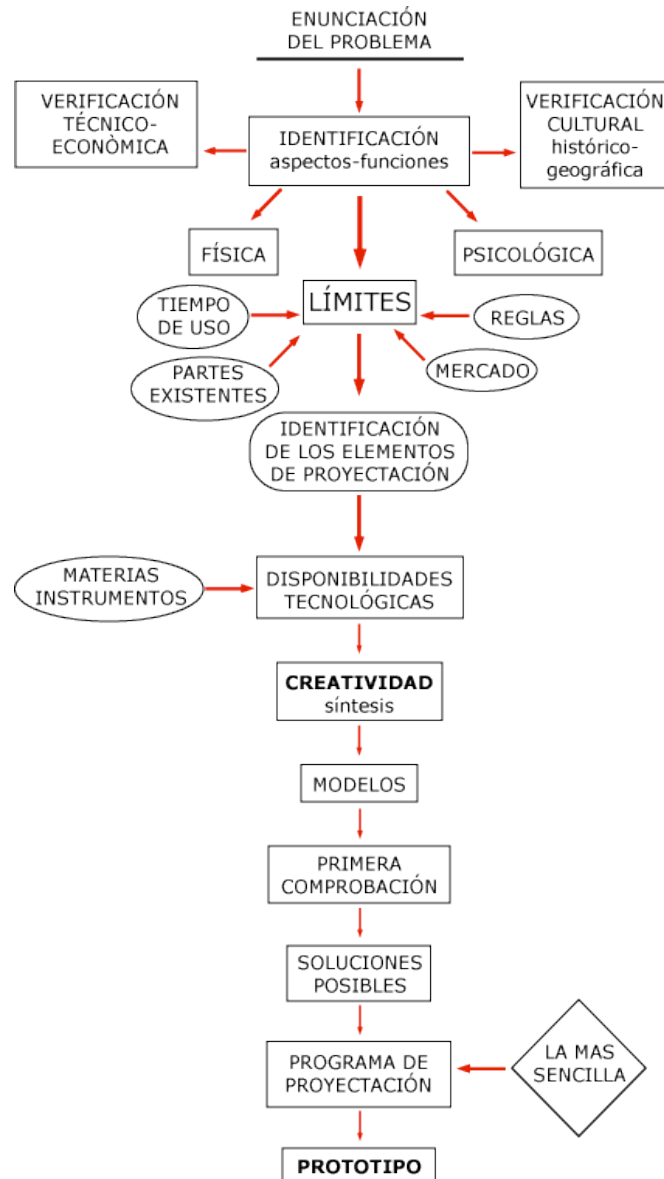 ENUNCIACIÓN
DEL PROBLEMA
VERIFICACIÓN
TÉCNICO-
ECONÒMICA
IDENTIFICACIÓN
aspectos-funciones
VERIFICACIÓN
CULTURAL
histórico-
geográfica
FÍSICA
PSICOLÓGICA
LÍMITES
TIEMPO
DE USO
REGLAS
PARTES
EXISTENTES
MERCADO
IDENTIFICACIÓN
DE LOS ELEMENTOS
DE PROYECTACIÓN
MATERIAS
INSTRUMENTOS
DISPONIBILIDADES
TECNOLÓGICAS
CREATIVIDAD
síntesis
MODELOS
PRIMERA
COMPROBACIÓN
SOLUCIONES
POSIBLES
PROGRAMA DE
PROYECTACIÓN
LA MAS
SENCILLA
PROTOTIPO